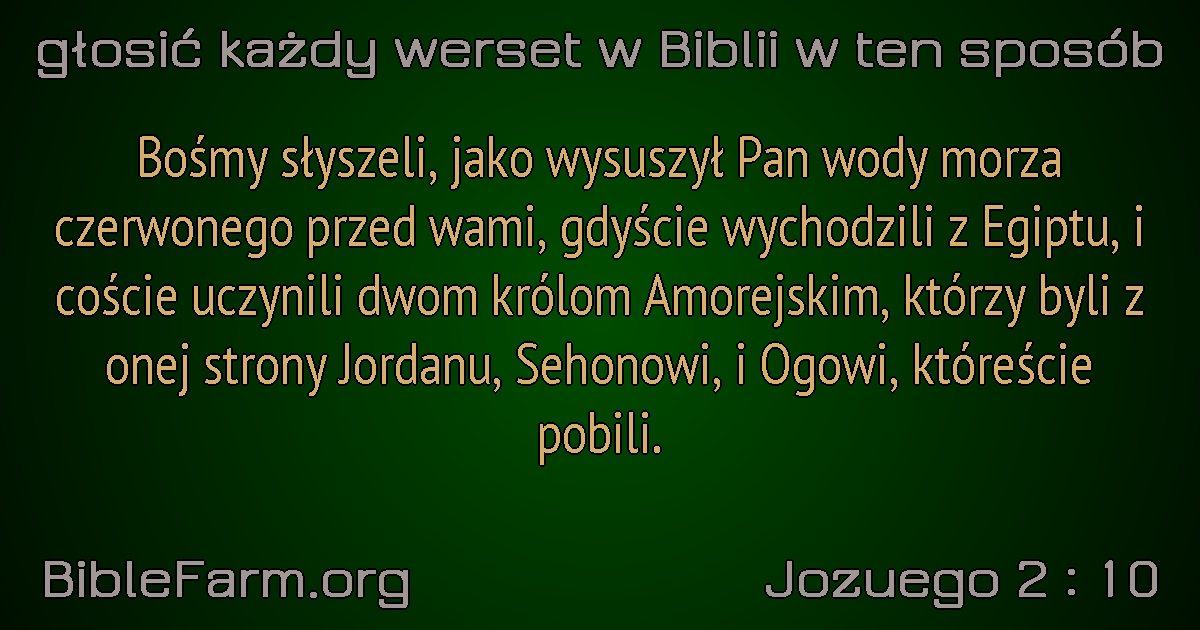 głosić każdy werset w Biblii w ten sposób
Bośmy słyszeli, jako wysuszył Pan wody morza
czerwonego przed wami, gdyście wychodzili z Egiptu, i
coście uczynili dwom królom Amorejskim, którzy byli z
onej strony Jordanu, Sehonowi, i Ogowi, któreście
pobili.
BibleFarm.org
Jozuego 2 : 10